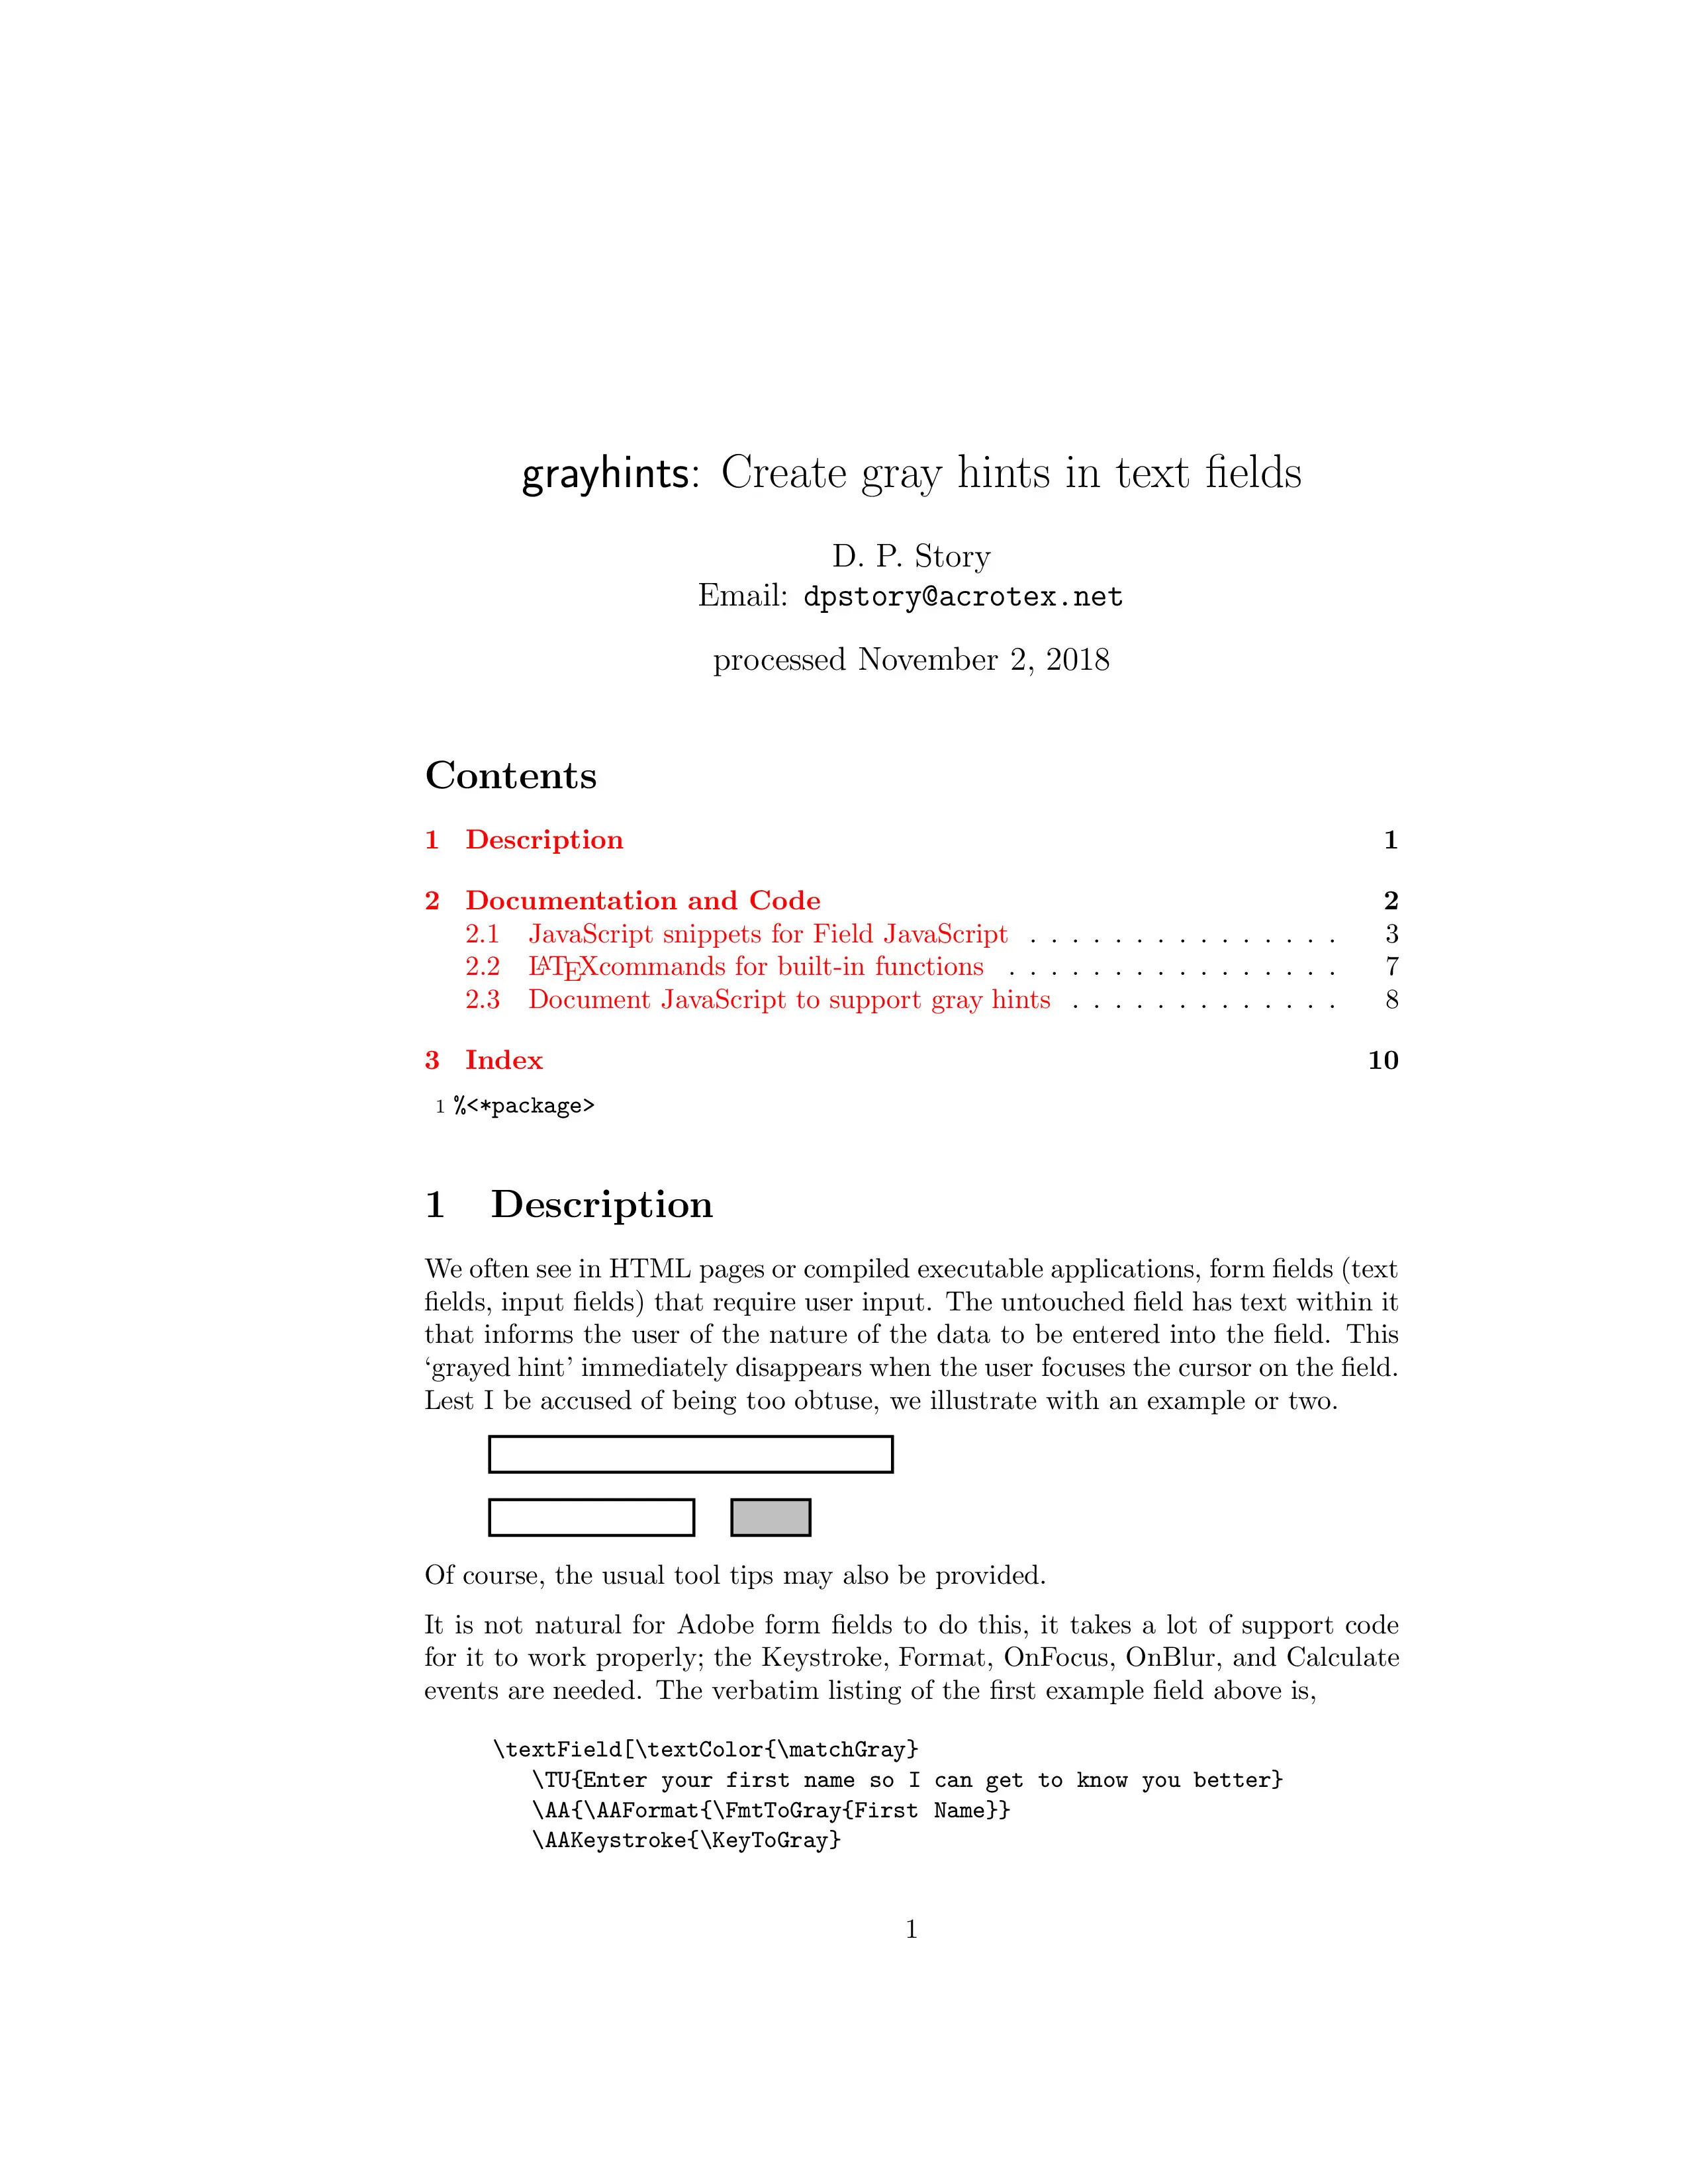 grayhints: Create gray hints in text fields
D. P. Story
Email: dpstory@acrotex.net
processed November 2, 2018
Contents
1 Description 1
2 Documentation and Code 2
2.1 JavaScript snippets for Field JavaScript . . . . . . . . . . . . . . . 3
2.2 LATEXcommands for built-in functions . . . . . . . . . . . . . . . . 7
2.3 Document JavaScript to support gray hints . . . . . . . . . . . . . 8
3 Index 10
1 %<*package>
1 Description
We often see in HTML pages or compiled executable applications, form fields (text
fields, input fields) that require user input. The untouched field has text within it
that informs the user of the nature of the data to be entered into the field. This
‘grayed hint’ immediately disappears when the user focuses the cursor on the field.
Lest I be accused of being too obtuse, we illustrate with an example or two.
Of course, the usual tool tips may also be provided.
It is not natural for Adobe form fields to do this, it takes a lot of support code
for it to work properly; the Keystroke, Format, OnFocus, OnBlur, and Calculate
events are needed. The verbatim listing of the first example field above is,
\textField[\textColor{\matchGray}
\TU{Enter your first name so I can get to know you better}
\AA{\AAFormat{\FmtToGray{First Name}}
\AAKeystroke{\KeyToGray}
1